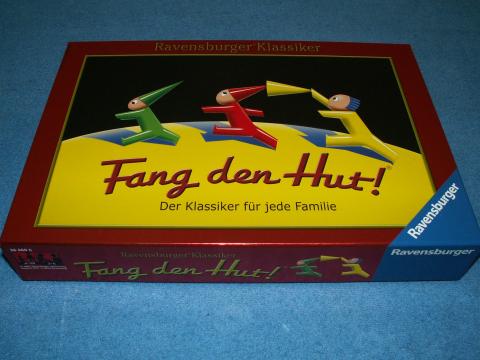 Ravensburger Klassiker
Fang den Hut!
Der Klassiker für jede Familie
Ravensburger
Ravensburger Klassiker
Fang den Hut!
Ravensburger